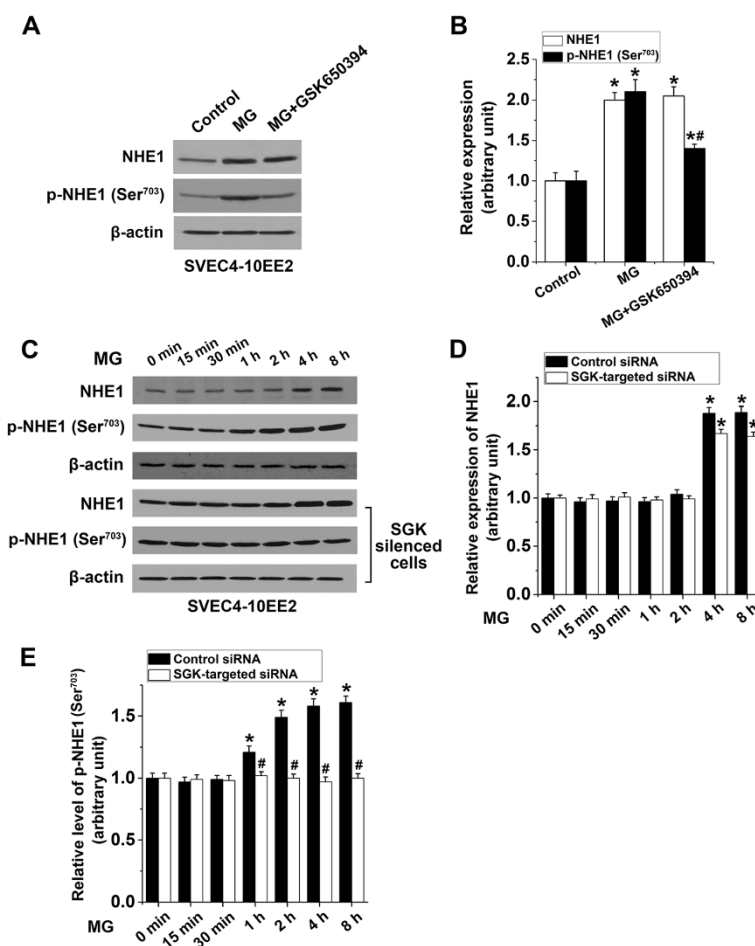 A
Control
MG
MG+GSK650394
NHE1
p-NHE1 (Ser⁷⁰³)
β-actin
SVEC4-10EE2
B
NHE1
p-NHE1 (Ser⁷⁰³)
Relative expression
(arbitrary unit)
2.5
2.0
1.5
1.0
0.5
0.0
* * * *#
Control
MG
MG+GSK650394
C
MG
0 min 15 min 30 min 1 h 2 h 4 h 8 h
NHE1
p-NHE1 (Ser⁷⁰³)
β-actin
NHE1
p-NHE1 (Ser⁷⁰³)
β-actin
SGK
silenced
cells
SVEC4-10EE2
D
Control siRNA
SGK-targeted siRNA
Relative expression of NHE1
(arbitrary unit)
2.0
1.5
1.0
0.5
0.0
* * * *
MG
0 min 15 min 30 min 1 h 2 h 4 h 8 h
E
Control siRNA
SGK-targeted siRNA
Relative level of p-NHE1 (Ser⁷⁰³)
(arbitrary unit)
1.5
1.0
0.5
0.0
* # * # * # * #
MG
0 min 15 min 30 min 1 h 2 h 4 h 8 h